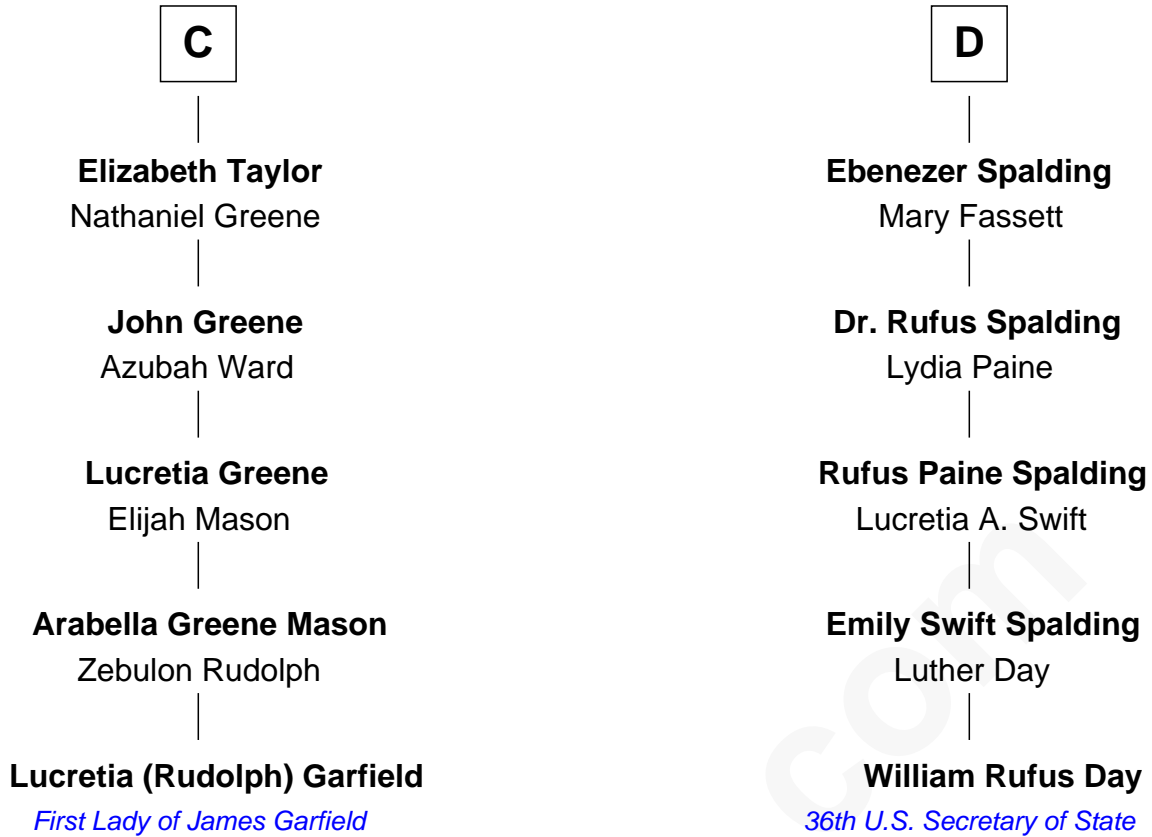 C
Elizabeth Taylor
Nathaniel Greene
John Greene
Azubah Ward
Lucretia Greene
Elijah Mason
Arabella Greene Mason
Zebulon Rudolph
Lucretia (Rudolph) Garfield
First Lady of James Garfield
D
Ebenezer Spalding
Mary Fassett
Dr. Rufus Spalding
Lydia Paine
Rufus Paine Spalding
Lucretia A. Swift
Emily Swift Spalding
Luther Day
William Rufus Day
36th U.S. Secretary of State
com